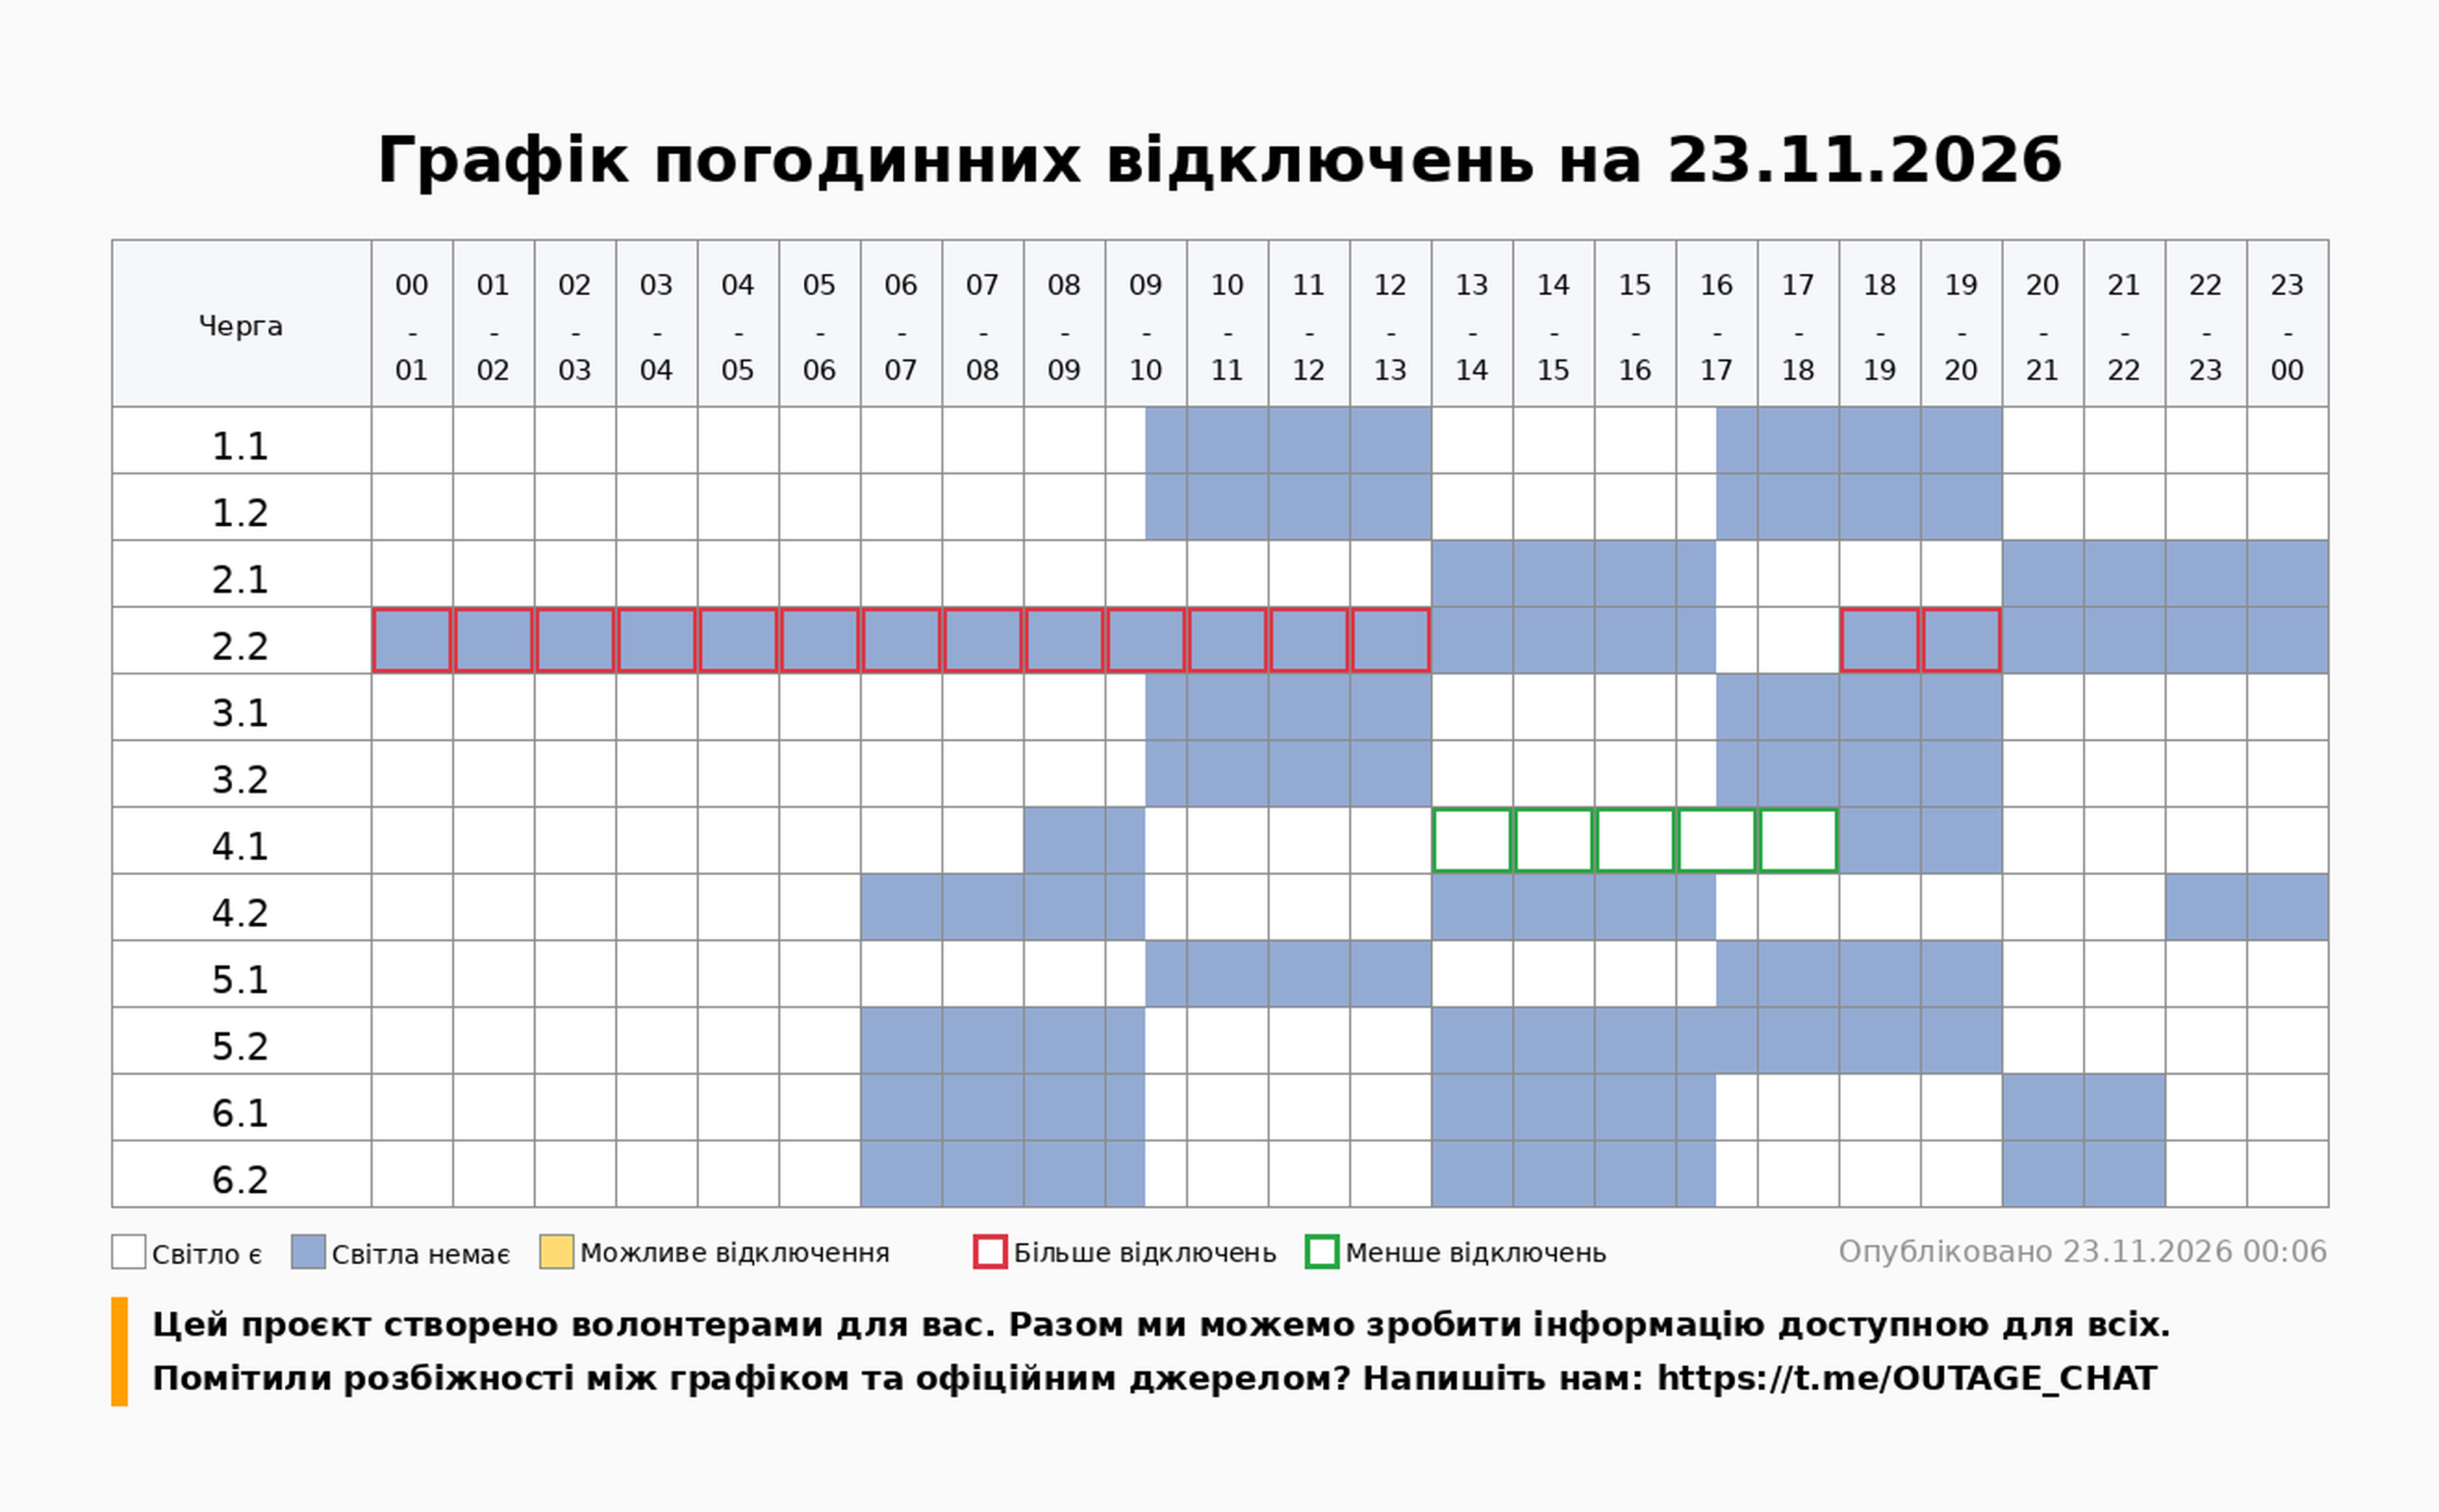 Графік погодинних відключень на 23.11.2026
Черга
00 - 01
01 - 02
02 - 03
03 - 04
04 - 05
05 - 06
06 - 07
07 - 08
08 - 09
09 - 10
10 - 11
11 - 12
12 - 13
13 - 14
14 - 15
15 - 16
16 - 17
17 - 18
18 - 19
19 - 20
20 - 21
21 - 22
22 - 23
23 - 00
1.1
1.2
2.1
2.2
3.1
3.2
4.1
4.2
5.1
5.2
6.1
6.2
Світло є Світла немає Можливе відключення Більше відключень Менше відключень Опубліковано 23.11.2026 00:06
Цей проєкт створено волонтерами для вас. Разом ми можемо зробити інформацію доступною для всіх.
Помітили розбіжності між графіком та офіційним джерелом? Напишіть нам: https://t.me/OUTAGE_CHAT